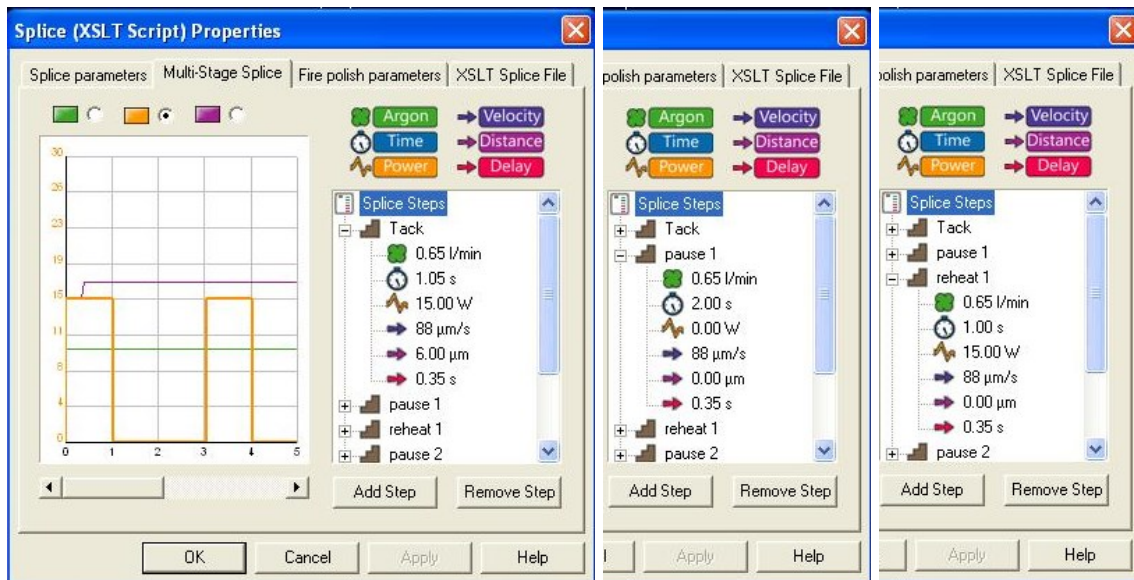 Splice (XSLT Script) Properties
Splice parameters Multi-Stage Splice Fire polish parameters XSLT Splice File
Argon Velocity
Time Distance
Power Delay
30
26
23
19
15
11
8
4
0
0 1 2 3 4 5
Splice Steps
Tack
0.65 l/min
1.05 s
15.00 W
88 µm/s
6.00 µm
0.35 s
pause 1
reheat 1
pause 2
Add Step Remove Step
OK Cancel Apply Help
polish parameters XSLT Splice File
Argon Velocity
Time Distance
Power Delay
Splice Steps
Tack
pause 1
0.65 l/min
2.00 s
0.00 W
88 µm/s
0.00 µm
0.35 s
reheat 1
pause 2
Add Step Remove Step
Apply Help
olish parameters XSLT Splice File
Argon Velocity
Time Distance
Power Delay
Splice Steps
Tack
pause 1
reheat 1
0.65 l/min
1.00 s
15.00 W
88 µm/s
0.00 µm
0.35 s
pause 2
Add Step Remove Step
Apply Help